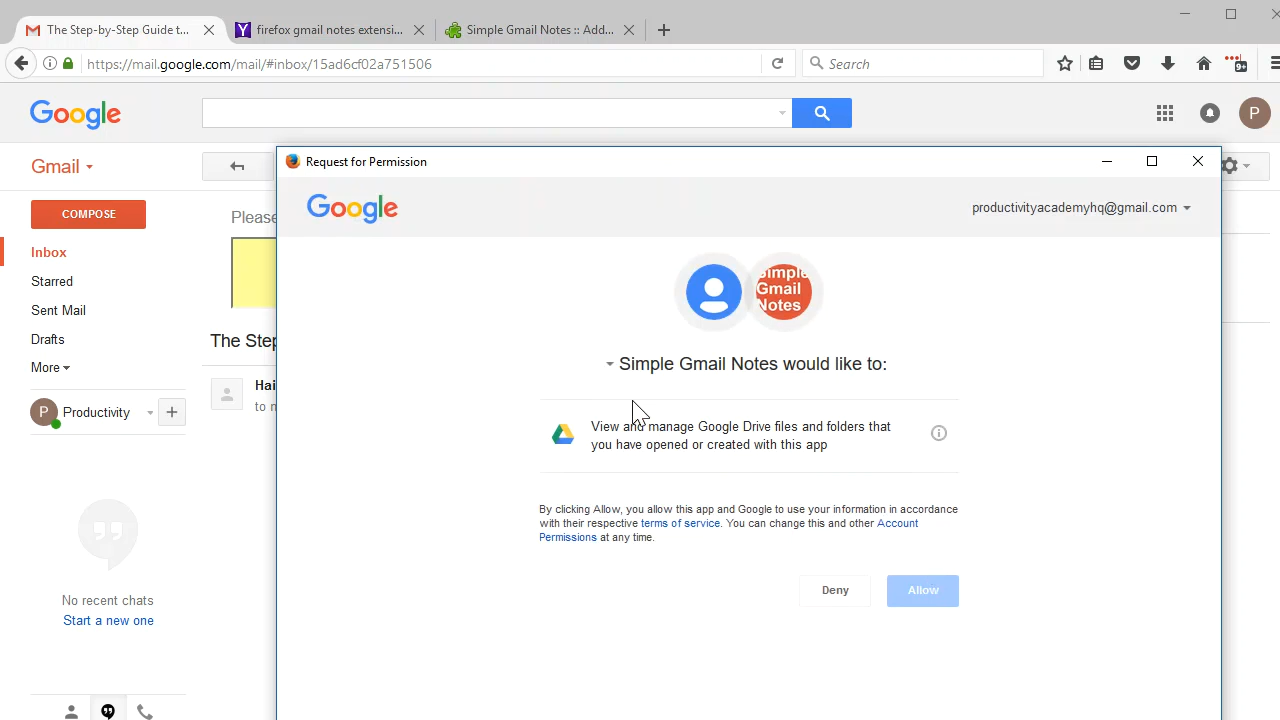 The Step-by-Step Guide t...
firefox gmail notes extensi...
Simple Gmail Notes :: Add...
https://mail.google.com/mail/#inbox/15ad6cf02a751506
Search
9+
Google
P
Gmail
Request for Permission
COMPOSE
Google
productivityacademyhq@gmail.com
Please
Inbox
Starred
Simple
Gmail
Notes
Sent Mail
Drafts
The Step
More
Simple Gmail Notes would like to:
Hai
to m
P
Productivity
View and manage Google Drive files and folders that
you have opened or created with this app
By clicking Allow, you allow this app and Google to use your information in accordance
with their respective terms of service. You can change this and other Account
Permissions at any time.
Deny
Allow
No recent chats
Start a new one